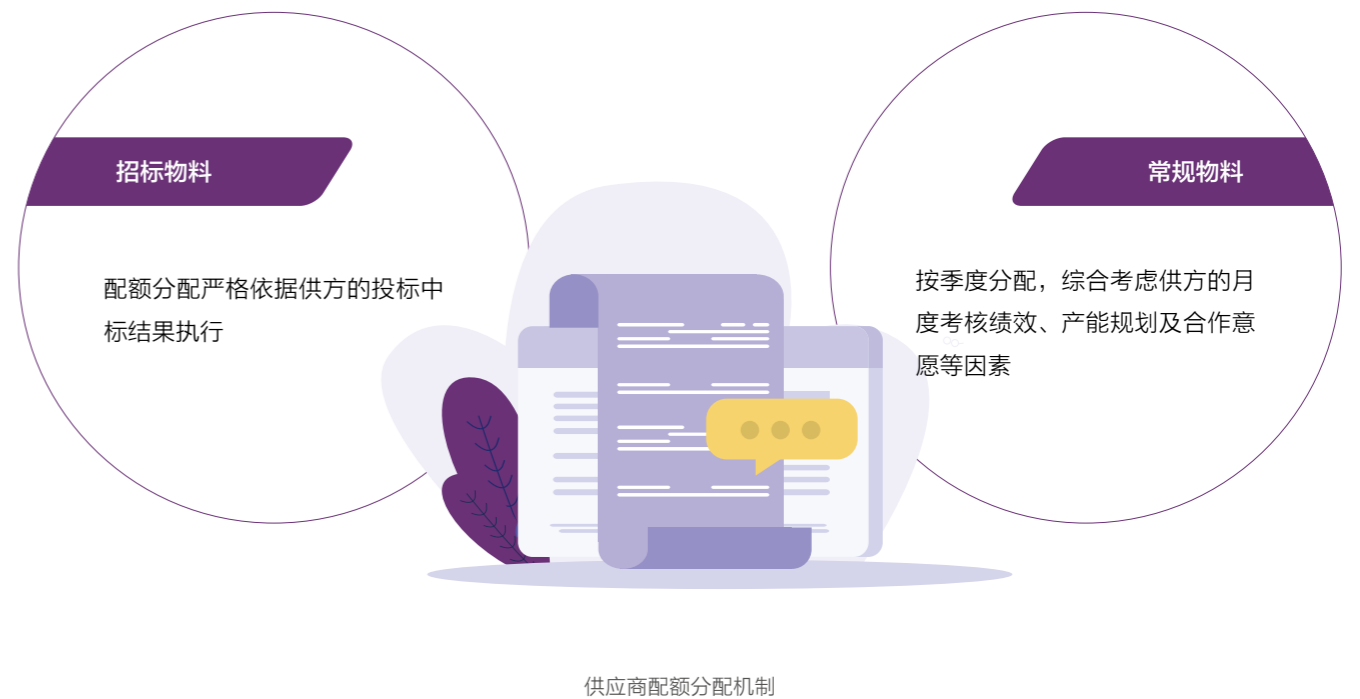 招标物料
配额分配严格依据供方的投标中
标结果执行
常规物料
按季度分配，综合考虑供方的月
度考核绩效、产能规划及合作意
愿等因素
供应商配额分配机制